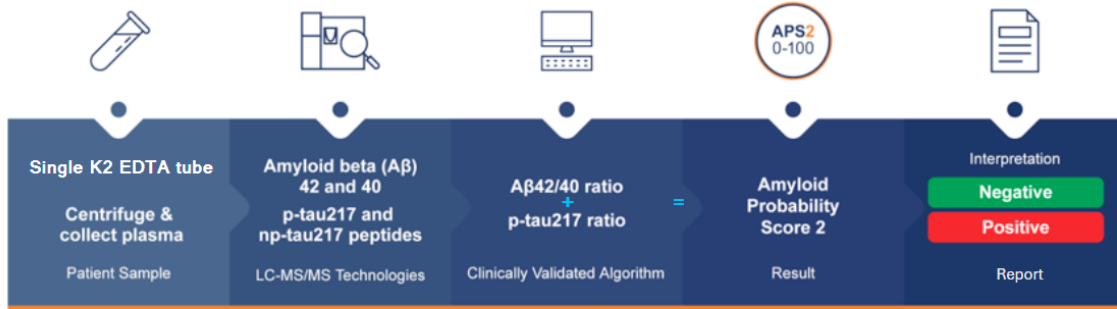 APS2
0-100
Single K2 EDTA tube
Centrifuge &
collect plasma
Patient Sample
Amyloid beta (Aβ)
42 and 40
p-tau217 and
np-tau217 peptides
LC-MS/MS Technologies
Aβ42/40 ratio
+
p-tau217 ratio
=
Clinically Validated Algorithm
Amyloid
Probability
Score 2
Result
Interpretation
Negative
Positive
Report